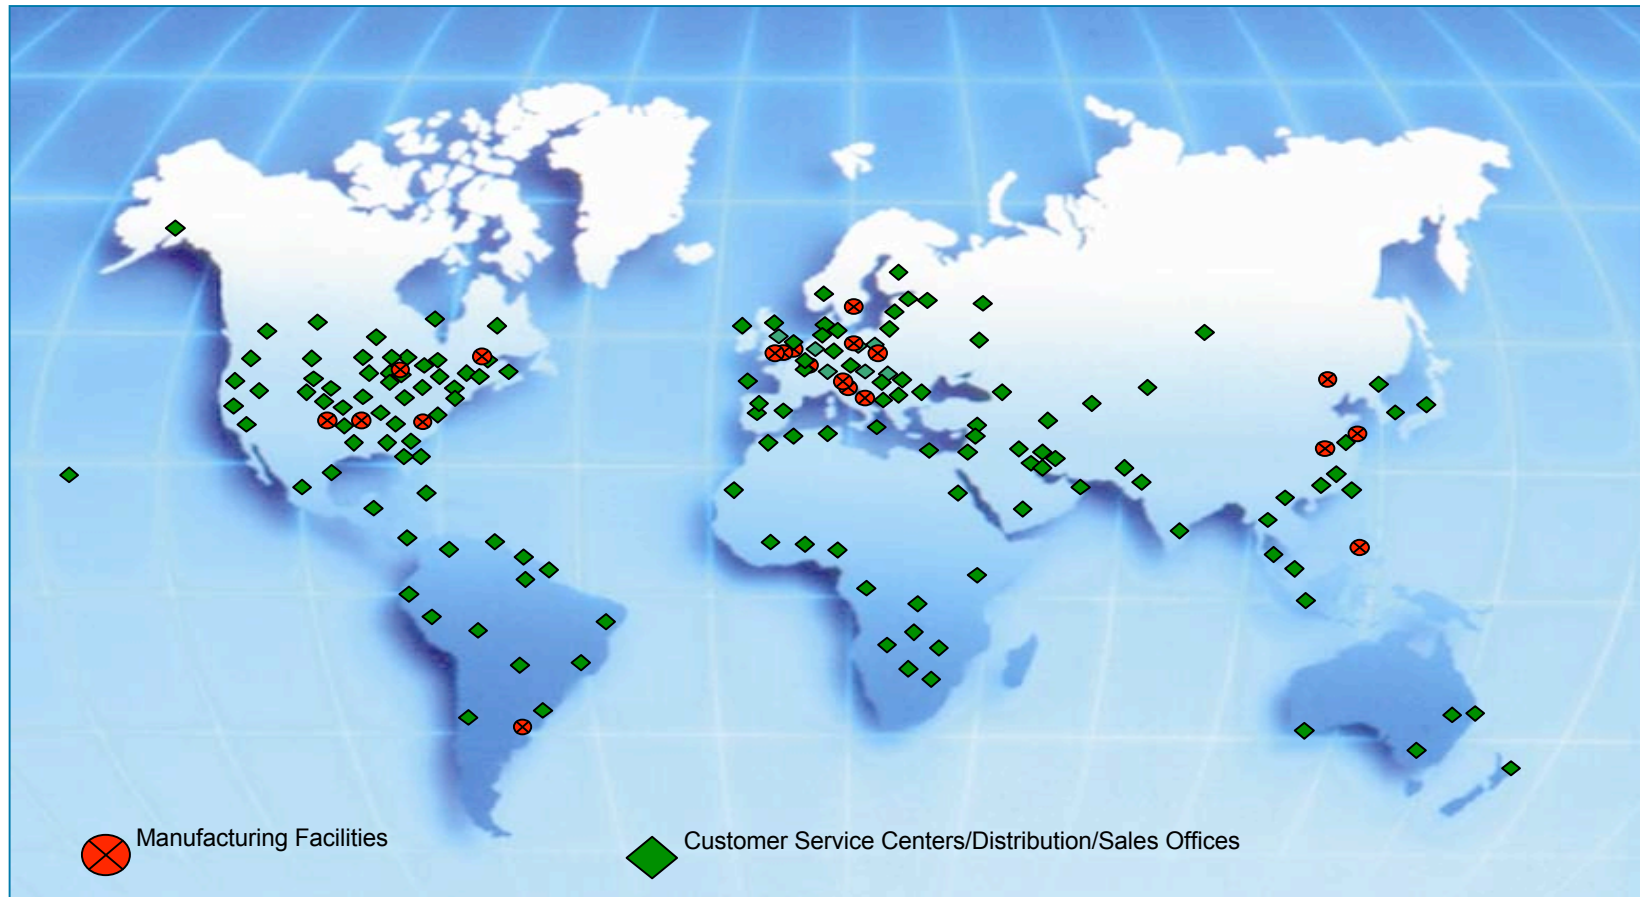 Manufacturing Facilities
Customer Service Centers/Distribution/Sales Offices